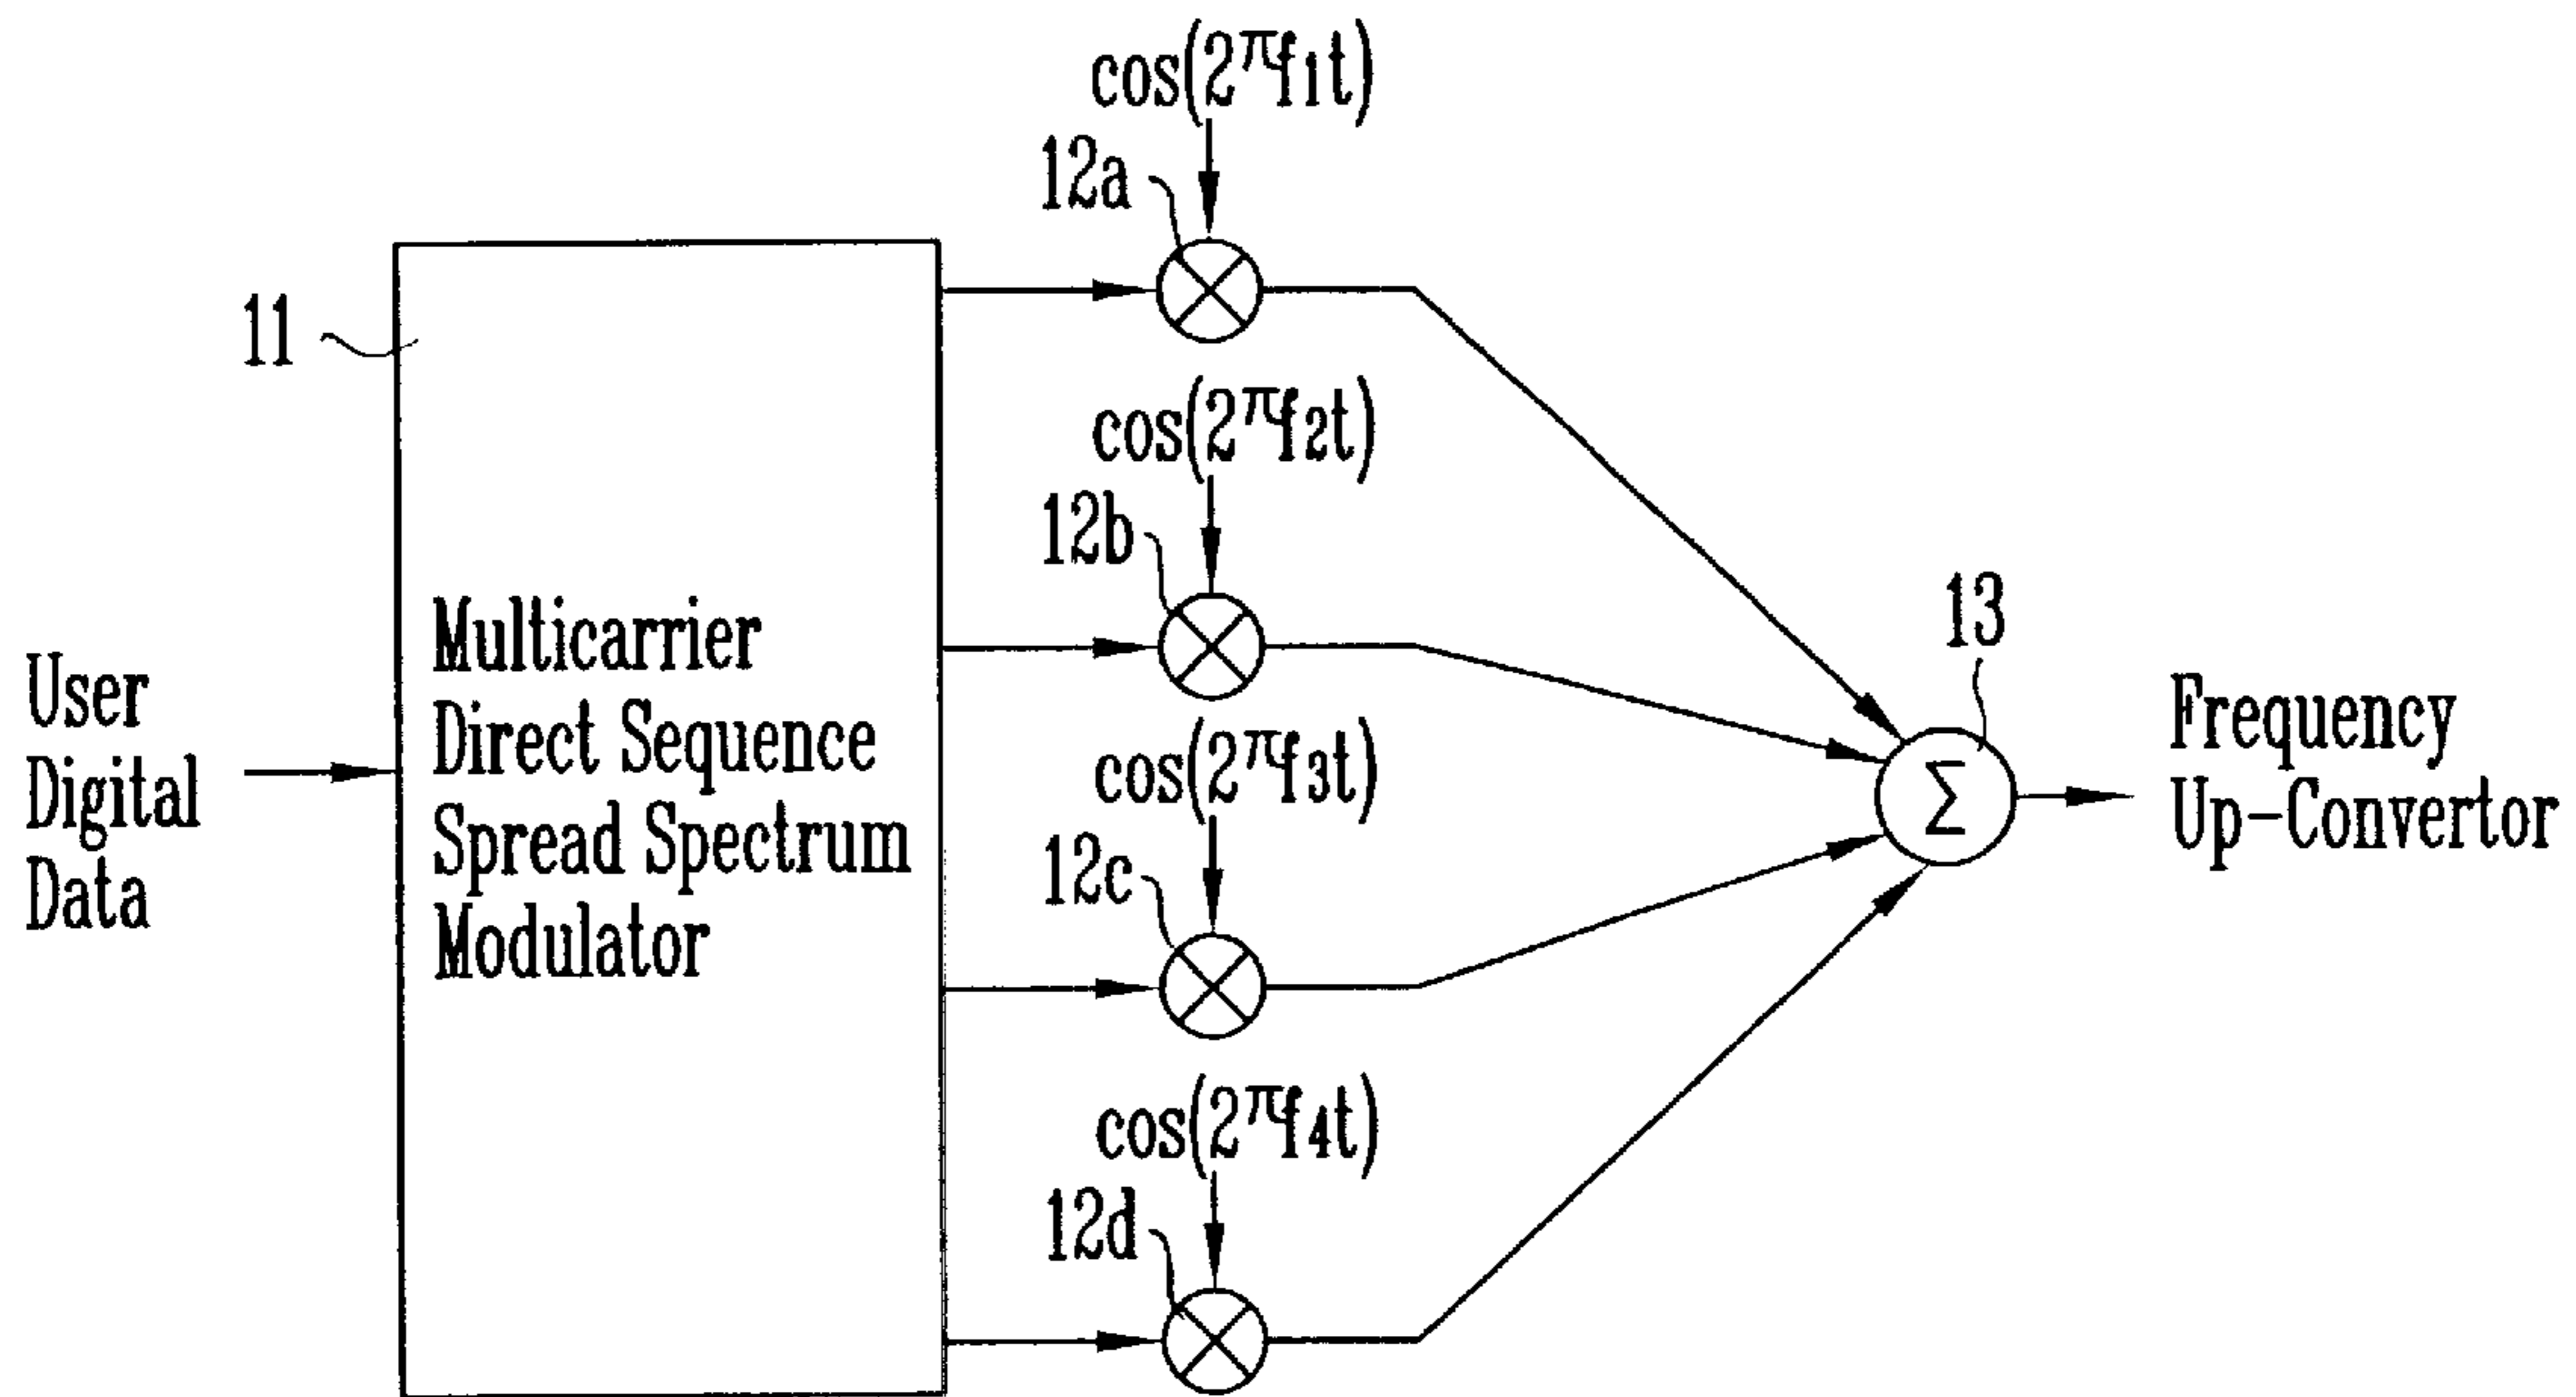 cos(2πf1t)
12a
11
cos(2πf2t)
12b
Multicarrier
Direct Sequence
Spread Spectrum
Modulator
User
Digital
Data
cos(2πf3t)
12c
13
Frequency
Up-Convertor
Σ
cos(2πf4t)
12d